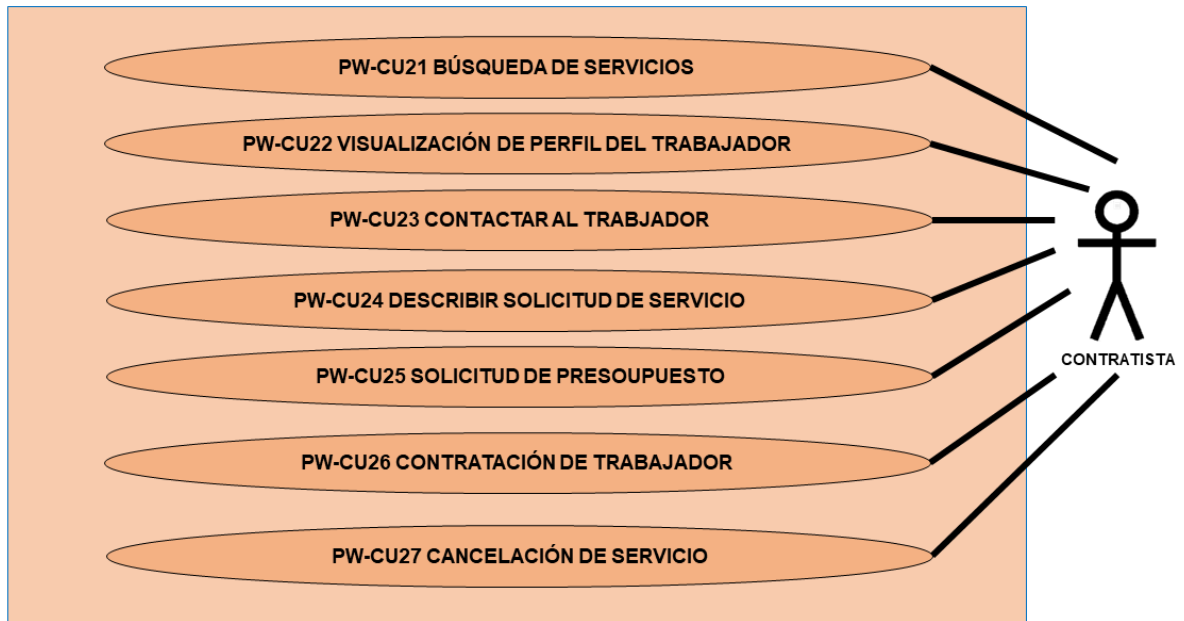 PW-CU21 BÚSQUEDA DE SERVICIOS
PW-CU22 VISUALIZACIÓN DE PERFIL DEL TRABAJADOR
PW-CU23 CONTACTAR AL TRABJADOR
PW-CU24 DESCRIBIR SOLICITUD DE SERVICIO
PW-CU25 SOLICITUD DE PRESOUPUESTO
PW-CU26 CONTRATACIÓN DE TRABAJADOR
PW-CU27 CANCELACIÓN DE SERVICIO
CONTRATISTA